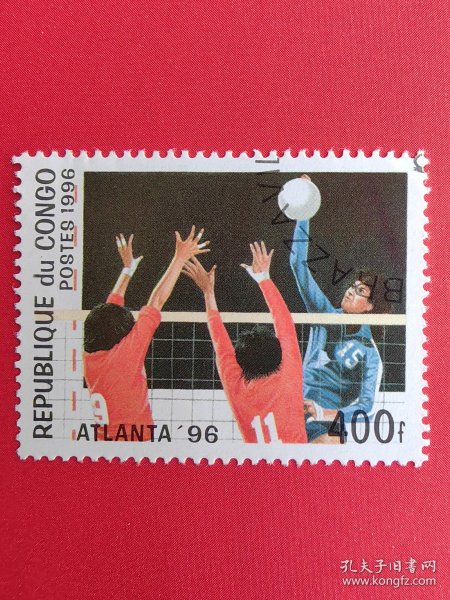 REPUBLIQUE du CONGO
POSTES 1996
BRAZZAVIL
15
9
11
ATLANTA '96
400f
孔夫子旧书网
www.kongfz.com